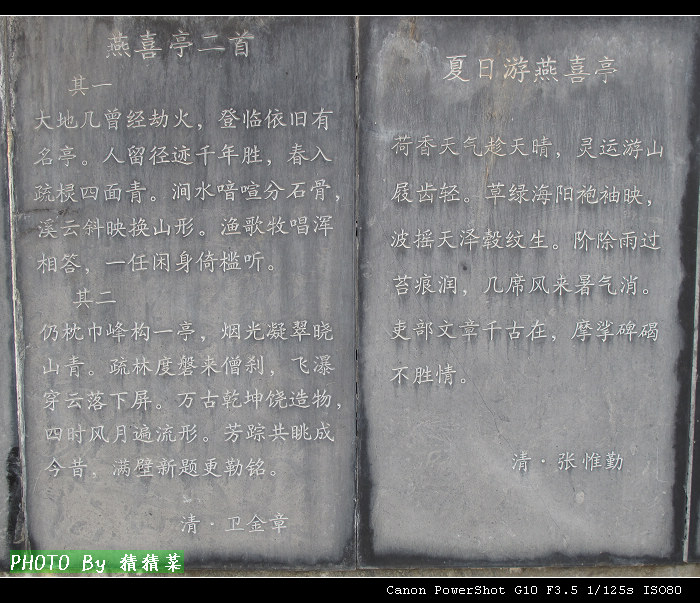 燕喜亭二首
其一
大地几曾经劫火，登临依旧有
名亭。人留径迹千年胜，春入
疏棂四面青。涧水喑喧分石骨，
溪云斜映换山形。渔歌牧唱浑
相答，一任闲身倚槛听。
其二
仍枕巾峰构一亭，烟光凝翠晓
山青。疏林度磬来僧刹，飞瀑
穿云落下屏。万古乾坤饶造物，
四时风月遍流形。芳踪共眺成
今昔，满壁新题更勒铭。
清·卫金章
夏日游燕喜亭
荷香天气趁天晴，灵运游山
屐齿轻。草绿海阳袍袖映，
波摇天泽毂纹生。阶除雨过
苔痕润，几席风来暑气消。
吏部文章千古在，摩挲碑碣
不胜情。
清·张惟勤
PHOTO By 猜猜菜
Canon PowerShot G10 F3.5 1/125s ISO80